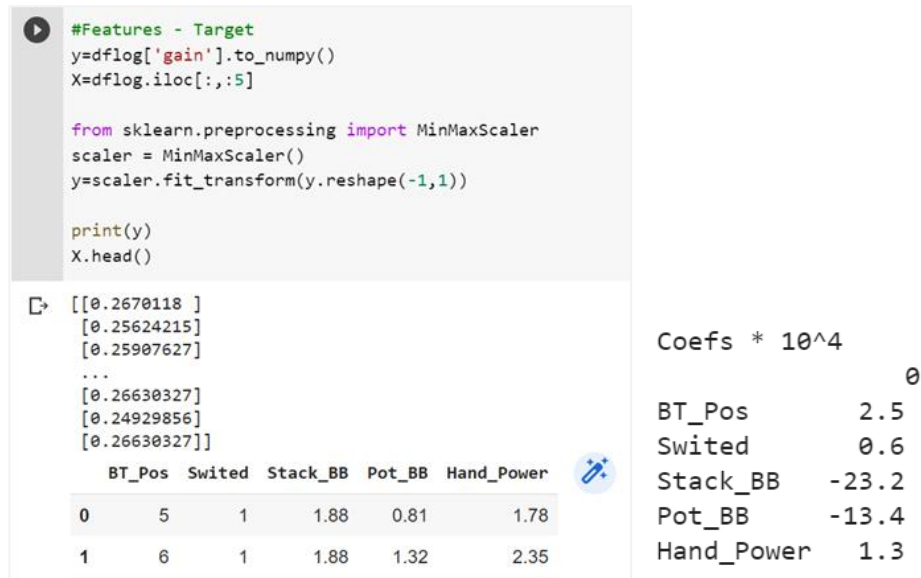 #Features - Target
y=dflog['gain'].to_numpy()
X=dflog.iloc[:,:5]
from sklearn.preprocessing import MinMaxScaler
scaler = MinMaxScaler()
y=scaler.fit_transform(y.reshape(-1,1))
print(y)
X.head()
[[0.2670118 ]
[0.25624215]
[0.25907627]
...
[0.26630327]
[0.24929856]
[0.26630327]]
BT_Pos Swited Stack_BB Pot_BB Hand_Power
0 5 1 1.88 0.81 1.78
1 6 1 1.88 1.32 2.35
Coefs * 10^4
0
BT_Pos 2.5
Swited 0.6
Stack_BB -23.2
Pot_BB -13.4
Hand_Power 1.3